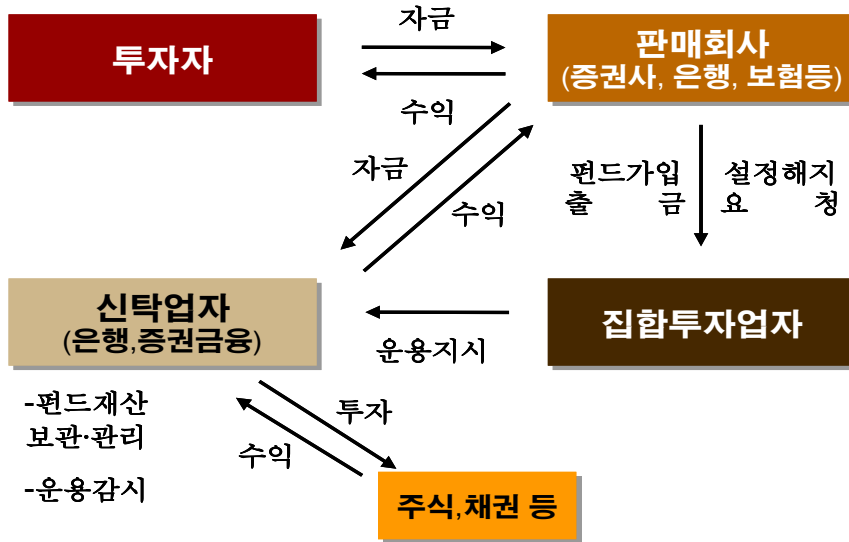 자금
투자자
판매회사
(증권사, 은행, 보험등)
수익
자금
수익
펀드가입 설정해지
출 금 요 청
신탁업자
(은행,증권금융)
집합투자업자
운용지시
-펀드재산
보관·관리
-운용감시
투자
수익
주식,채권 등